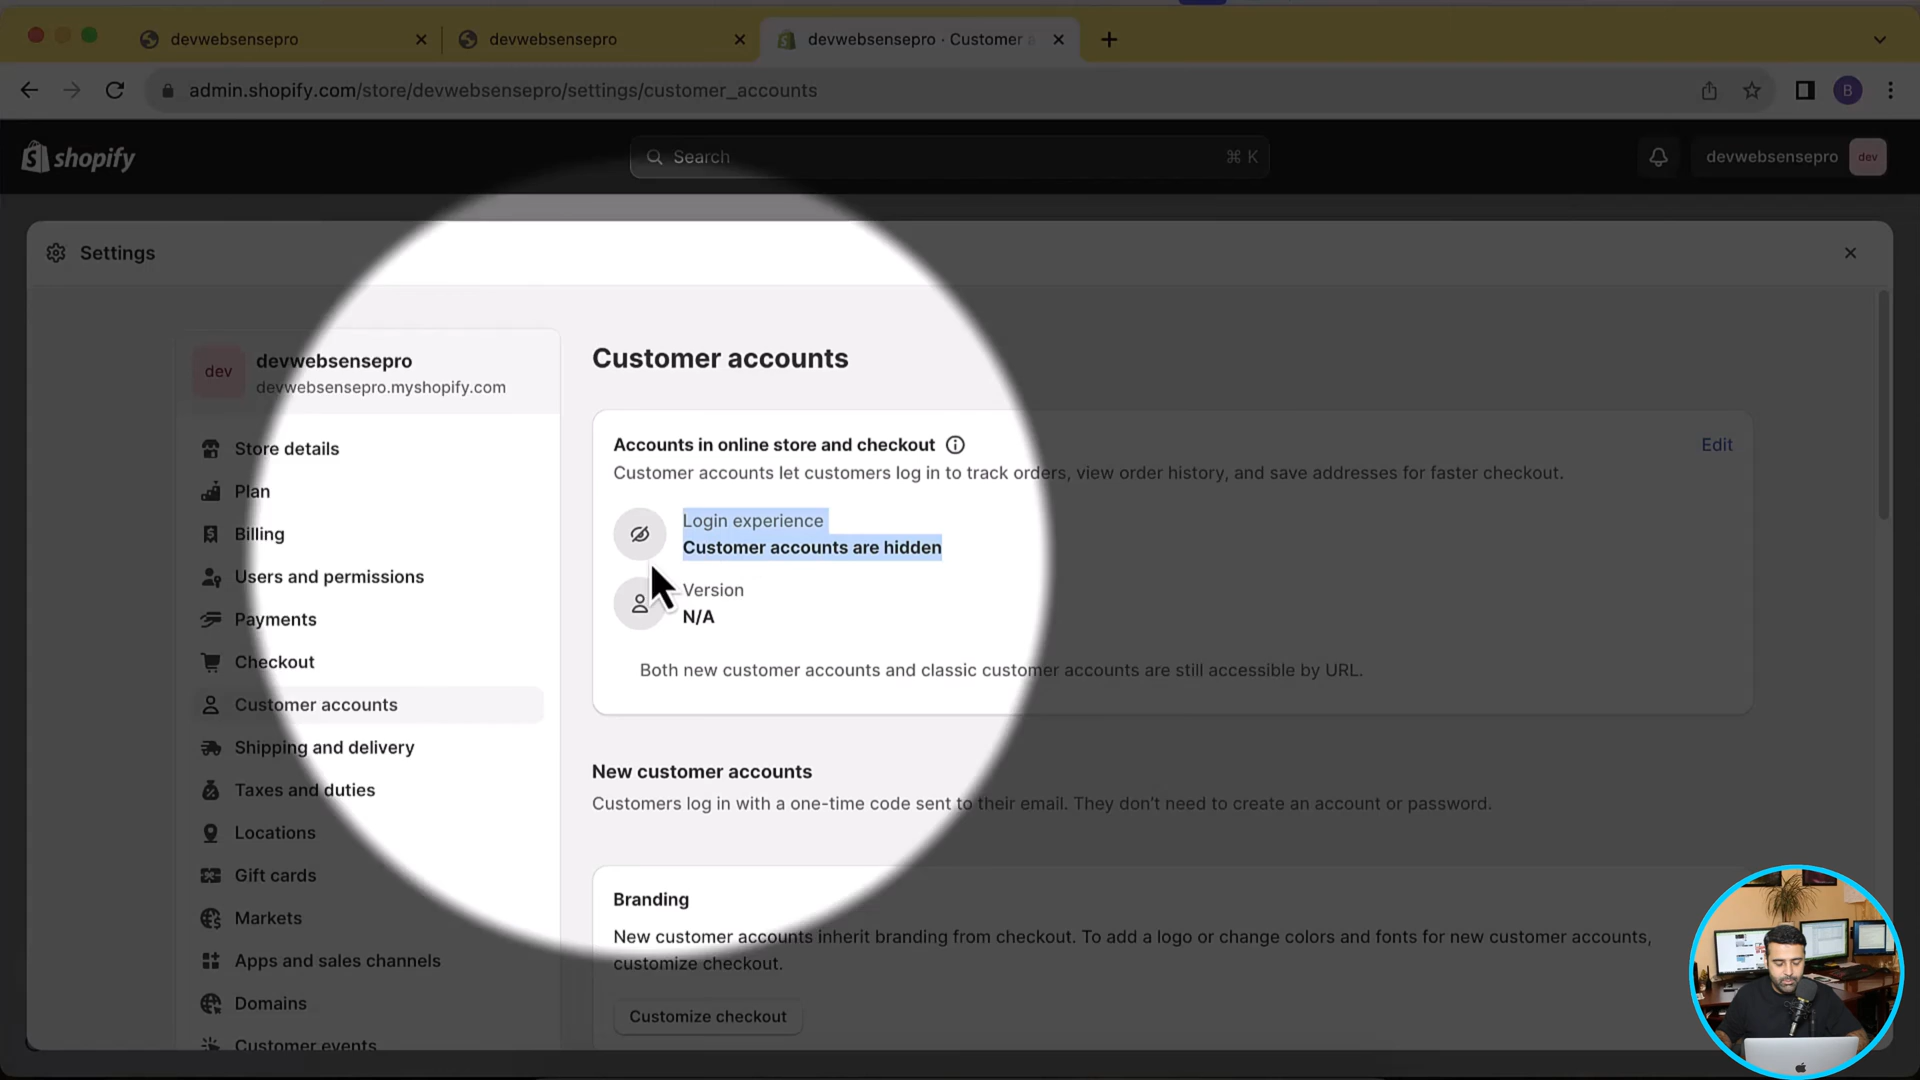 devwebsensepro
devwebsensepro
devwebsensepro · Customer a
admin.shopify.com/store/devwebsensepro/settings/customer_accounts
B
shopify
Search
⌘ K
devwebsensepro
dev
Settings
dev
devwebsensepro
devwebsensepro.myshopify.com
Store details
Plan
Billing
Users and permissions
Payments
Checkout
Customer accounts
Shipping and delivery
Taxes and duties
Locations
Gift cards
Markets
Apps and sales channels
Domains
Customer events
Customer accounts
Accounts in online store and checkout
Edit
Customer accounts let customers log in to track orders, view order history, and save addresses for faster checkout.
Login experience
Customer accounts are hidden
Version
N/A
Both new customer accounts and classic customer accounts are still accessible by URL.
New customer accounts
Customers log in with a one-time code sent to their email. They don’t need to create an account or password.
Branding
New customer accounts inherit branding from checkout. To add a logo or change colors and fonts for new customer accounts,
customize checkout.
Customize checkout